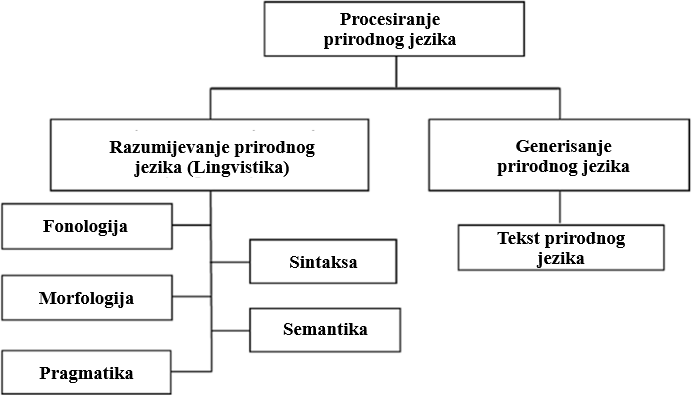 Procesiranje
prirodnog jezika
Razumijevanje prirodnog
jezika (Lingvistika)
Generisanje
prirodnog jezika
Fonologija
Sintaksa
Morfologija
Semantika
Pragmatika
Tekst prirodnog
jezika